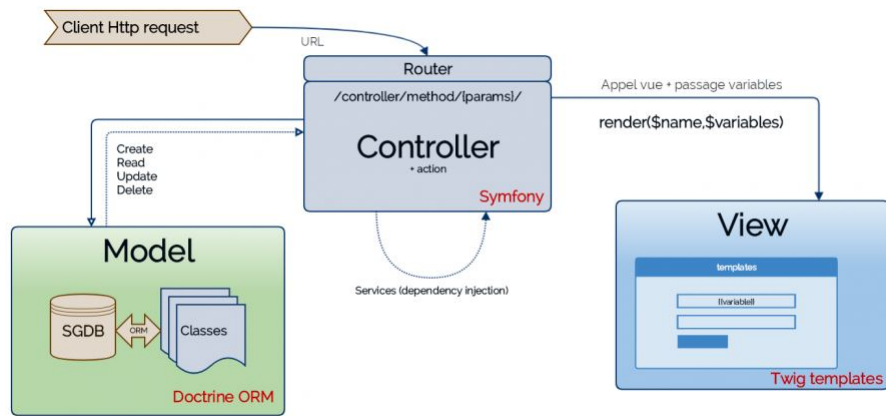 Client Http request
URL
Router
/controller/method/{params}/
Controller
+ action
Symfony
Appel vue + passage variables
render($name,$variables)
Create
Read
Update
Delete
Services (dependency injection)
Model
SGDB
ORM
Classes
Doctrine ORM
View
templates
{{variable}}
Twig templates